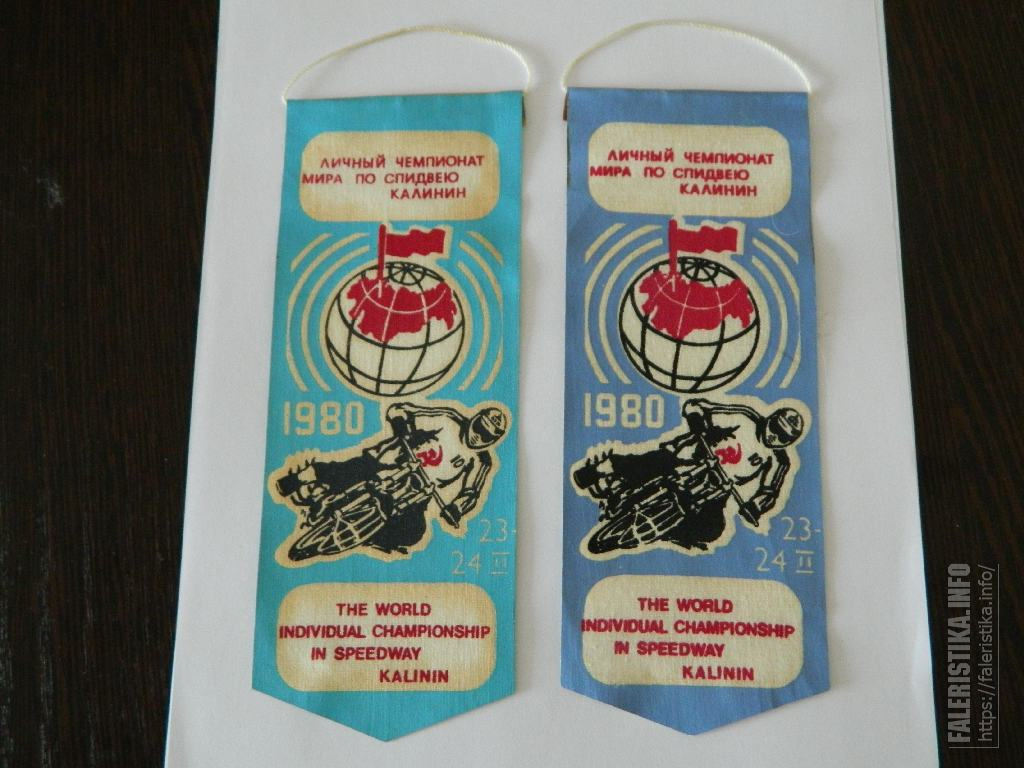 ЛИЧНЫЙ ЧЕМПИОНАТ
МИРА ПО СПИДВЕЮ
КАЛИНИН
1980
23-
24 II
THE WORLD
INDIVIDUAL CHAMPIONSHIP
IN SPEEDWAY
KALININ
ЛИЧНЫЙ ЧЕМПИОНАТ
МИРА ПО СПИДВЕЮ
КАЛИНИН
1980
23-
24 II
THE WORLD
INDIVIDUAL CHAMPIONSHIP
IN SPEEDWAY
KALININ
FALERISTIKA.INFO
https://faleristika.info/